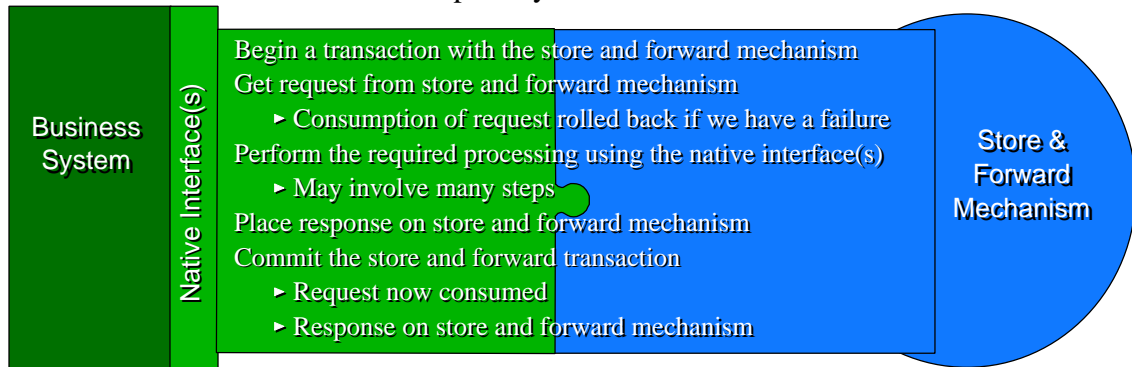 Business
System
Native Interface(s)
Begin a transaction with the store and forward mechanism
Get request from store and forward mechanism
► Consumption of request rolled back if we have a failure
Perform the required processing using the native interface(s)
► May involve many steps
Place response on store and forward mechanism
Commit the store and forward transaction
► Request now consumed
► Response on store and forward mechanism
Store &
Forward
Mechanism